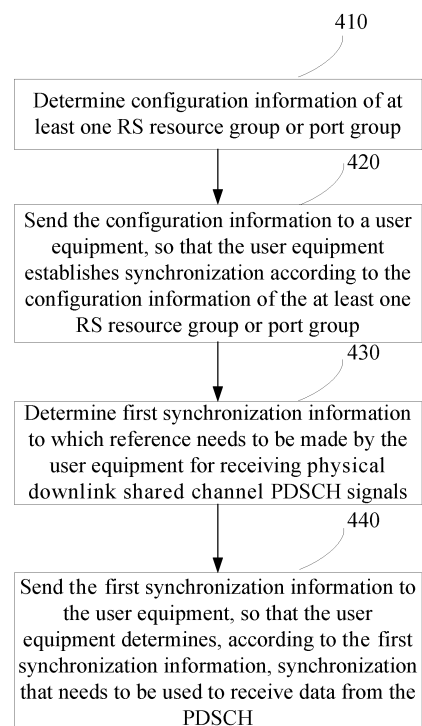 410
Determine configuration information of at
least one RS resource group or port group
420
Send the configuration information to a user
equipment, so that the user equipment
establishes synchronization according to the
configuration information of the at least one
RS resource group or port group
430
Determine first synchronization information
to which reference needs to be made by the
user equipment for receiving physical
downlink shared channel PDSCH signals
440
Send the first synchronization information to
the user equipment, so that the user
equipment determines, according to the first
synchronization information, synchronization
that needs to be used to receive data from the
PDSCH